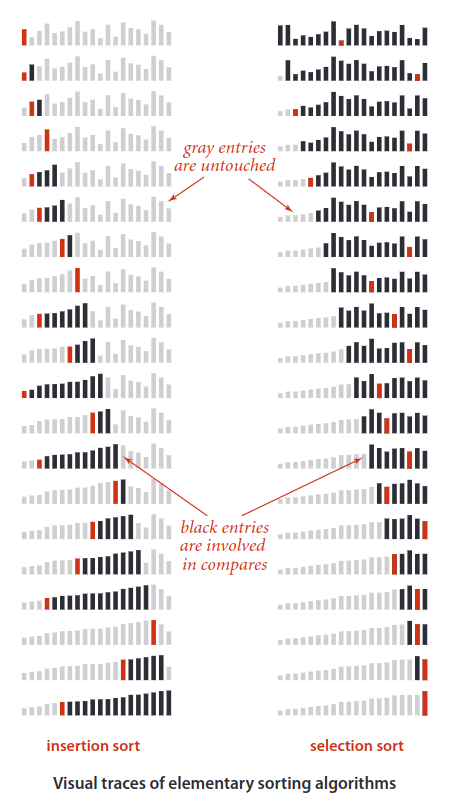 gray entries
are untouched
black entries
are involved
in compares
insertion sort
selection sort
Visual traces of elementary sorting algorithms